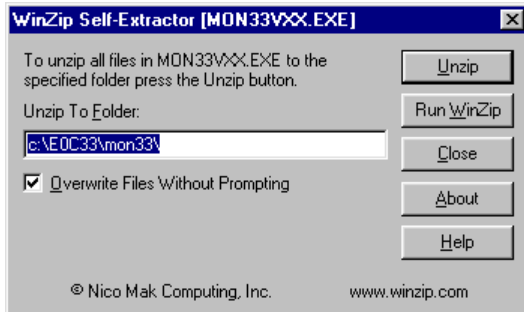 WinZip Self-Extractor [MON33VXX.EXE]
To unzip all files in MON33VXX.EXE to the
specified folder press the Unzip button.
Unzip To Folder:
c:\E0C33\mon33\
Overwrite Files Without Prompting
Unzip
Run WinZip
Close
About
Help
© Nico Mak Computing, Inc.
www.winzip.com